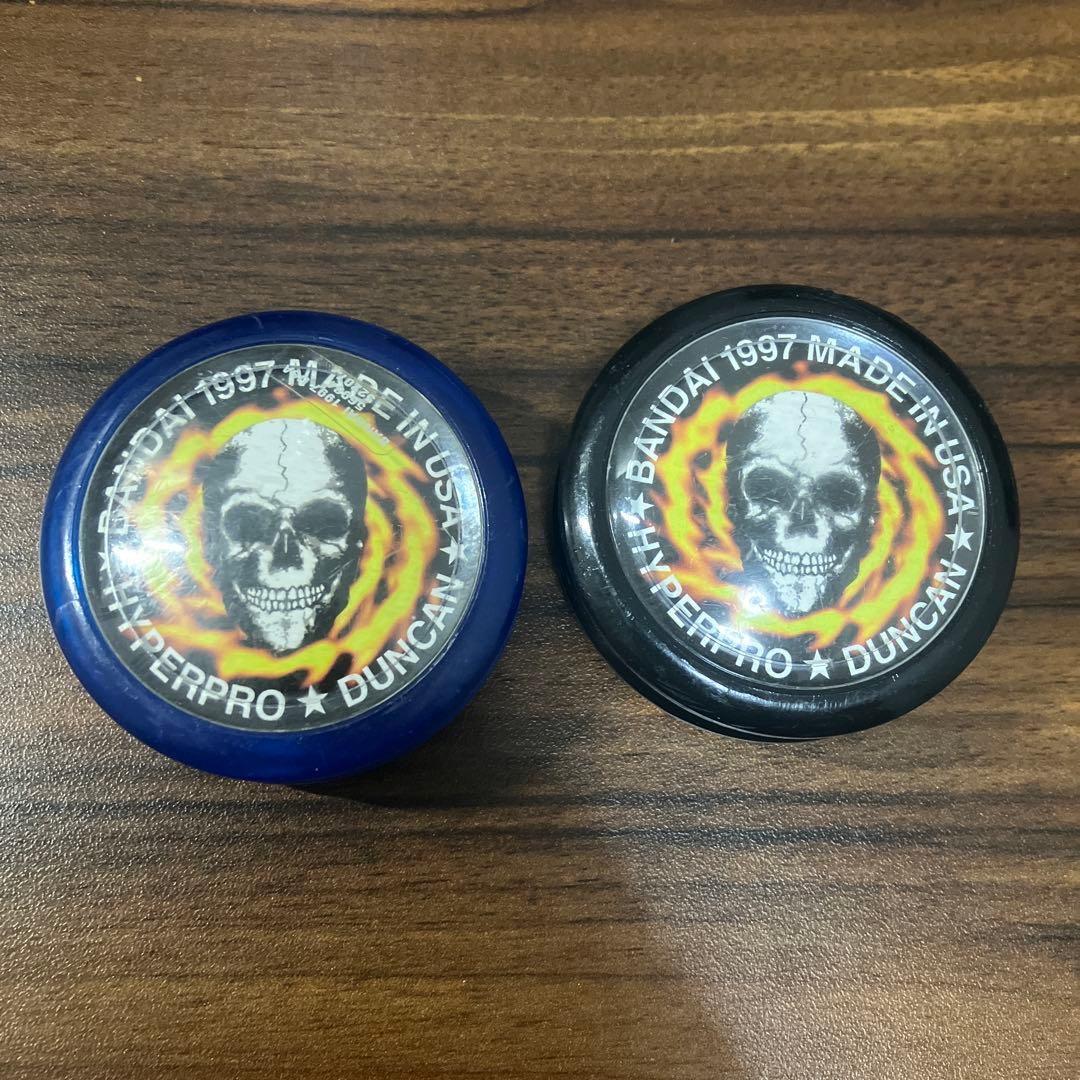 ★ BANDAI 1997 MADE IN USA ★
★ HYPERPRO ★ DUNCAN
★ BANDAI 1997 MADE IN USA ★
★ HYPERPRO ★ DUNCAN